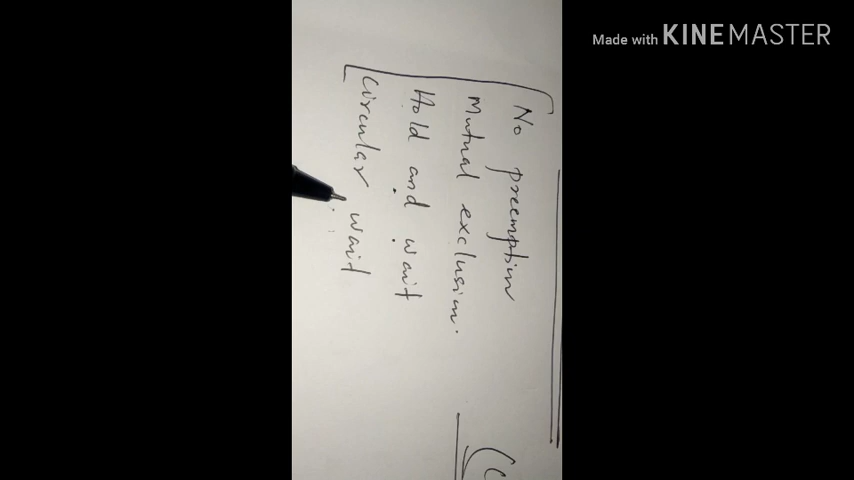 Made with KINEMASTER
No preemption
Mutual exclusion.
Hold and wait
Circular wait